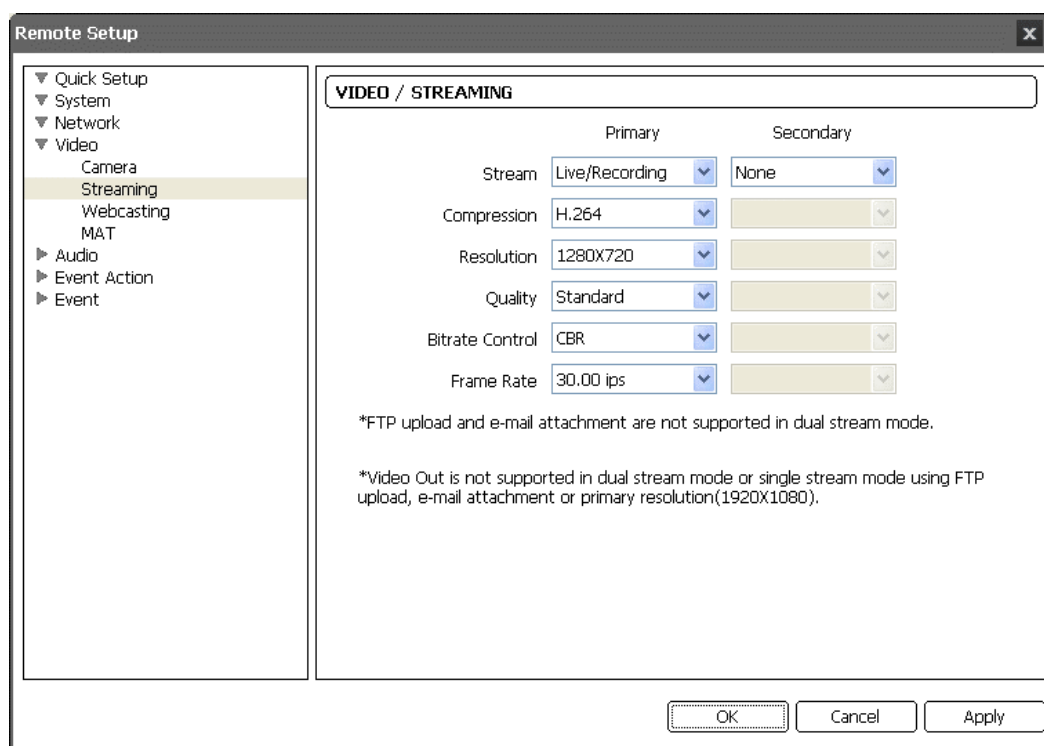 Remote Setup
Quick Setup
System
Network
Video
Camera
Streaming
Webcasting
MAT
Audio
Event Action
Event
VIDEO / STREAMING
Primary Secondary
Stream Live/Recording None
Compression H.264
Resolution 1280X720
Quality Standard
Bitrate Control CBR
Frame Rate 30.00 ips
*FTP upload and e-mail attachment are not supported in dual stream mode.
*Video Out is not supported in dual stream mode or single stream mode using FTP
upload, e-mail attachment or primary resolution(1920X1080).
OK Cancel Apply